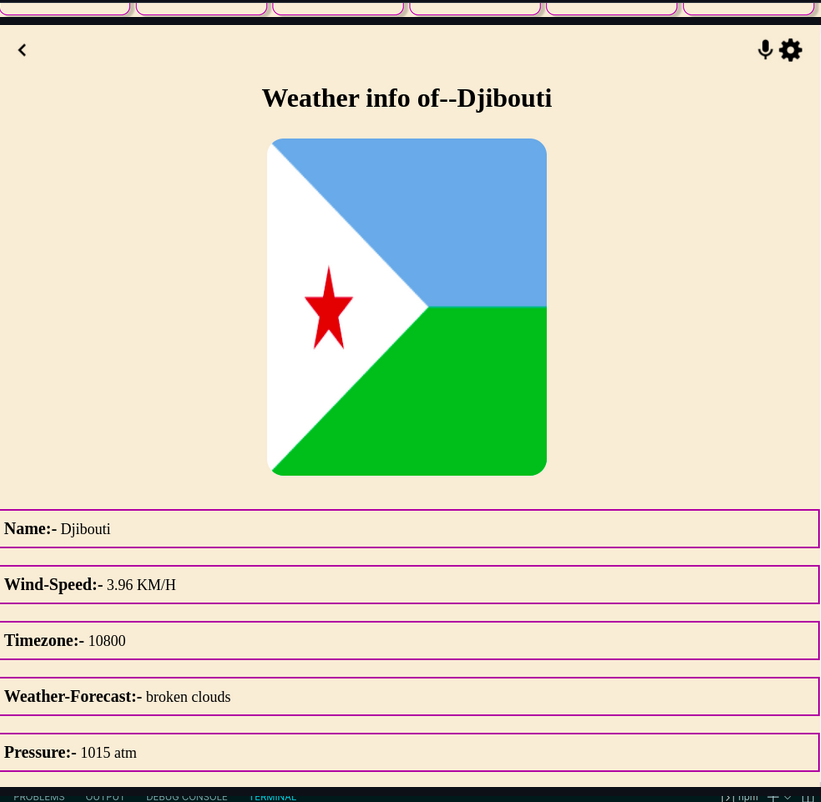 Weather info of--Djibouti
Name:- Djibouti
Wind-Speed:- 3.96 KM/H
Timezone:- 10800
Weather-Forecast:- broken clouds
Pressure:- 1015 atm
PROBLEMS OUTPUT DEBUG CONSOLE TERMINAL npm